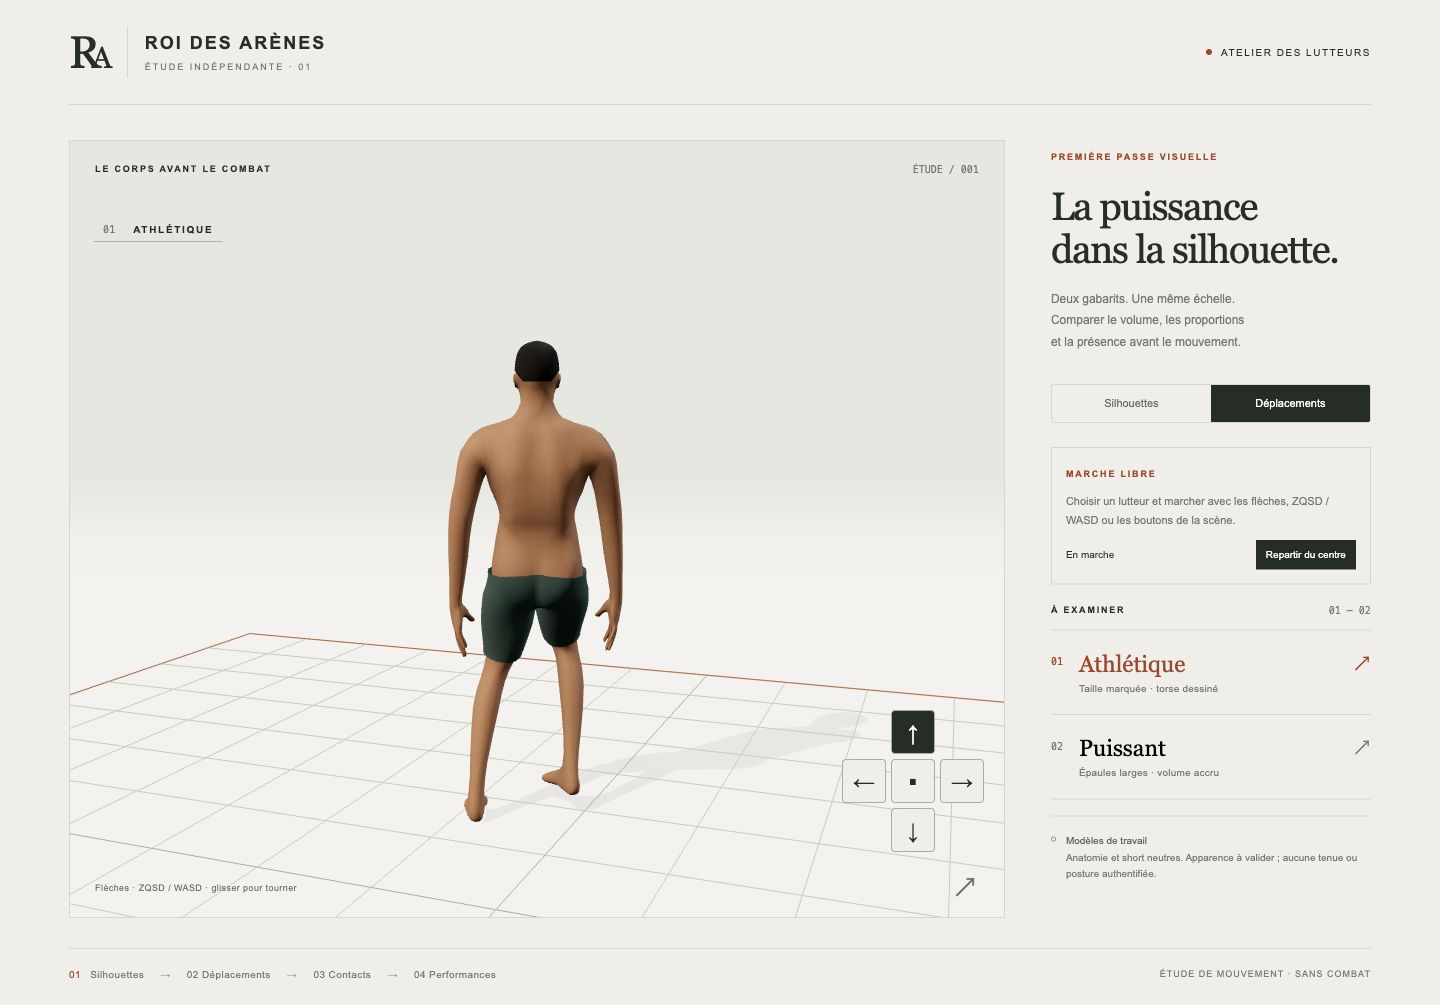 RA
ROI DES ARÈNES
ÉTUDE INDÉPENDANTE · 01
ATELIER DES LUTTEURS
LE CORPS AVANT LE COMBAT
ÉTUDE / 001
01 ATHLÉTIQUE
↑
← ▪ →
↓
Flèches · ZQSD / WASD · glisser pour tourner
↗
PREMIÈRE PASSE VISUELLE
La puissance
dans la silhouette.
Deux gabarits. Une même échelle.
Comparer le volume, les proportions
et la présence avant le mouvement.
Silhouettes
Déplacements
MARCHE LIBRE
Choisir un lutteur et marcher avec les flèches, ZQSD /
WASD ou les boutons de la scène.
En marche
Repartir du centre
À EXAMINER
01 — 02
01 Athlétique ↗
Taille marquée · torse dessiné
02 Puissant ↗
Épaules larges · volume accru
Modèles de travail
Anatomie et short neutres. Apparence à valider ; aucune tenue ou
posture authentifiée.
01 Silhouettes → 02 Déplacements → 03 Contacts → 04 Performances
ÉTUDE DE MOUVEMENT · SANS COMBAT